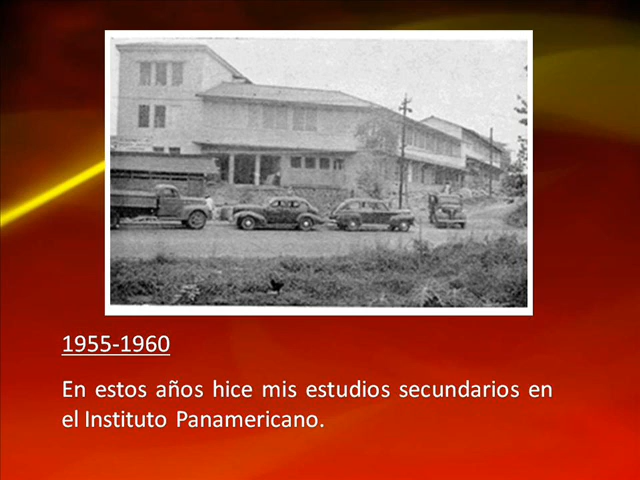 1955-1960
En estos años hice mis estudios secundarios en
el Instituto Panamericano.